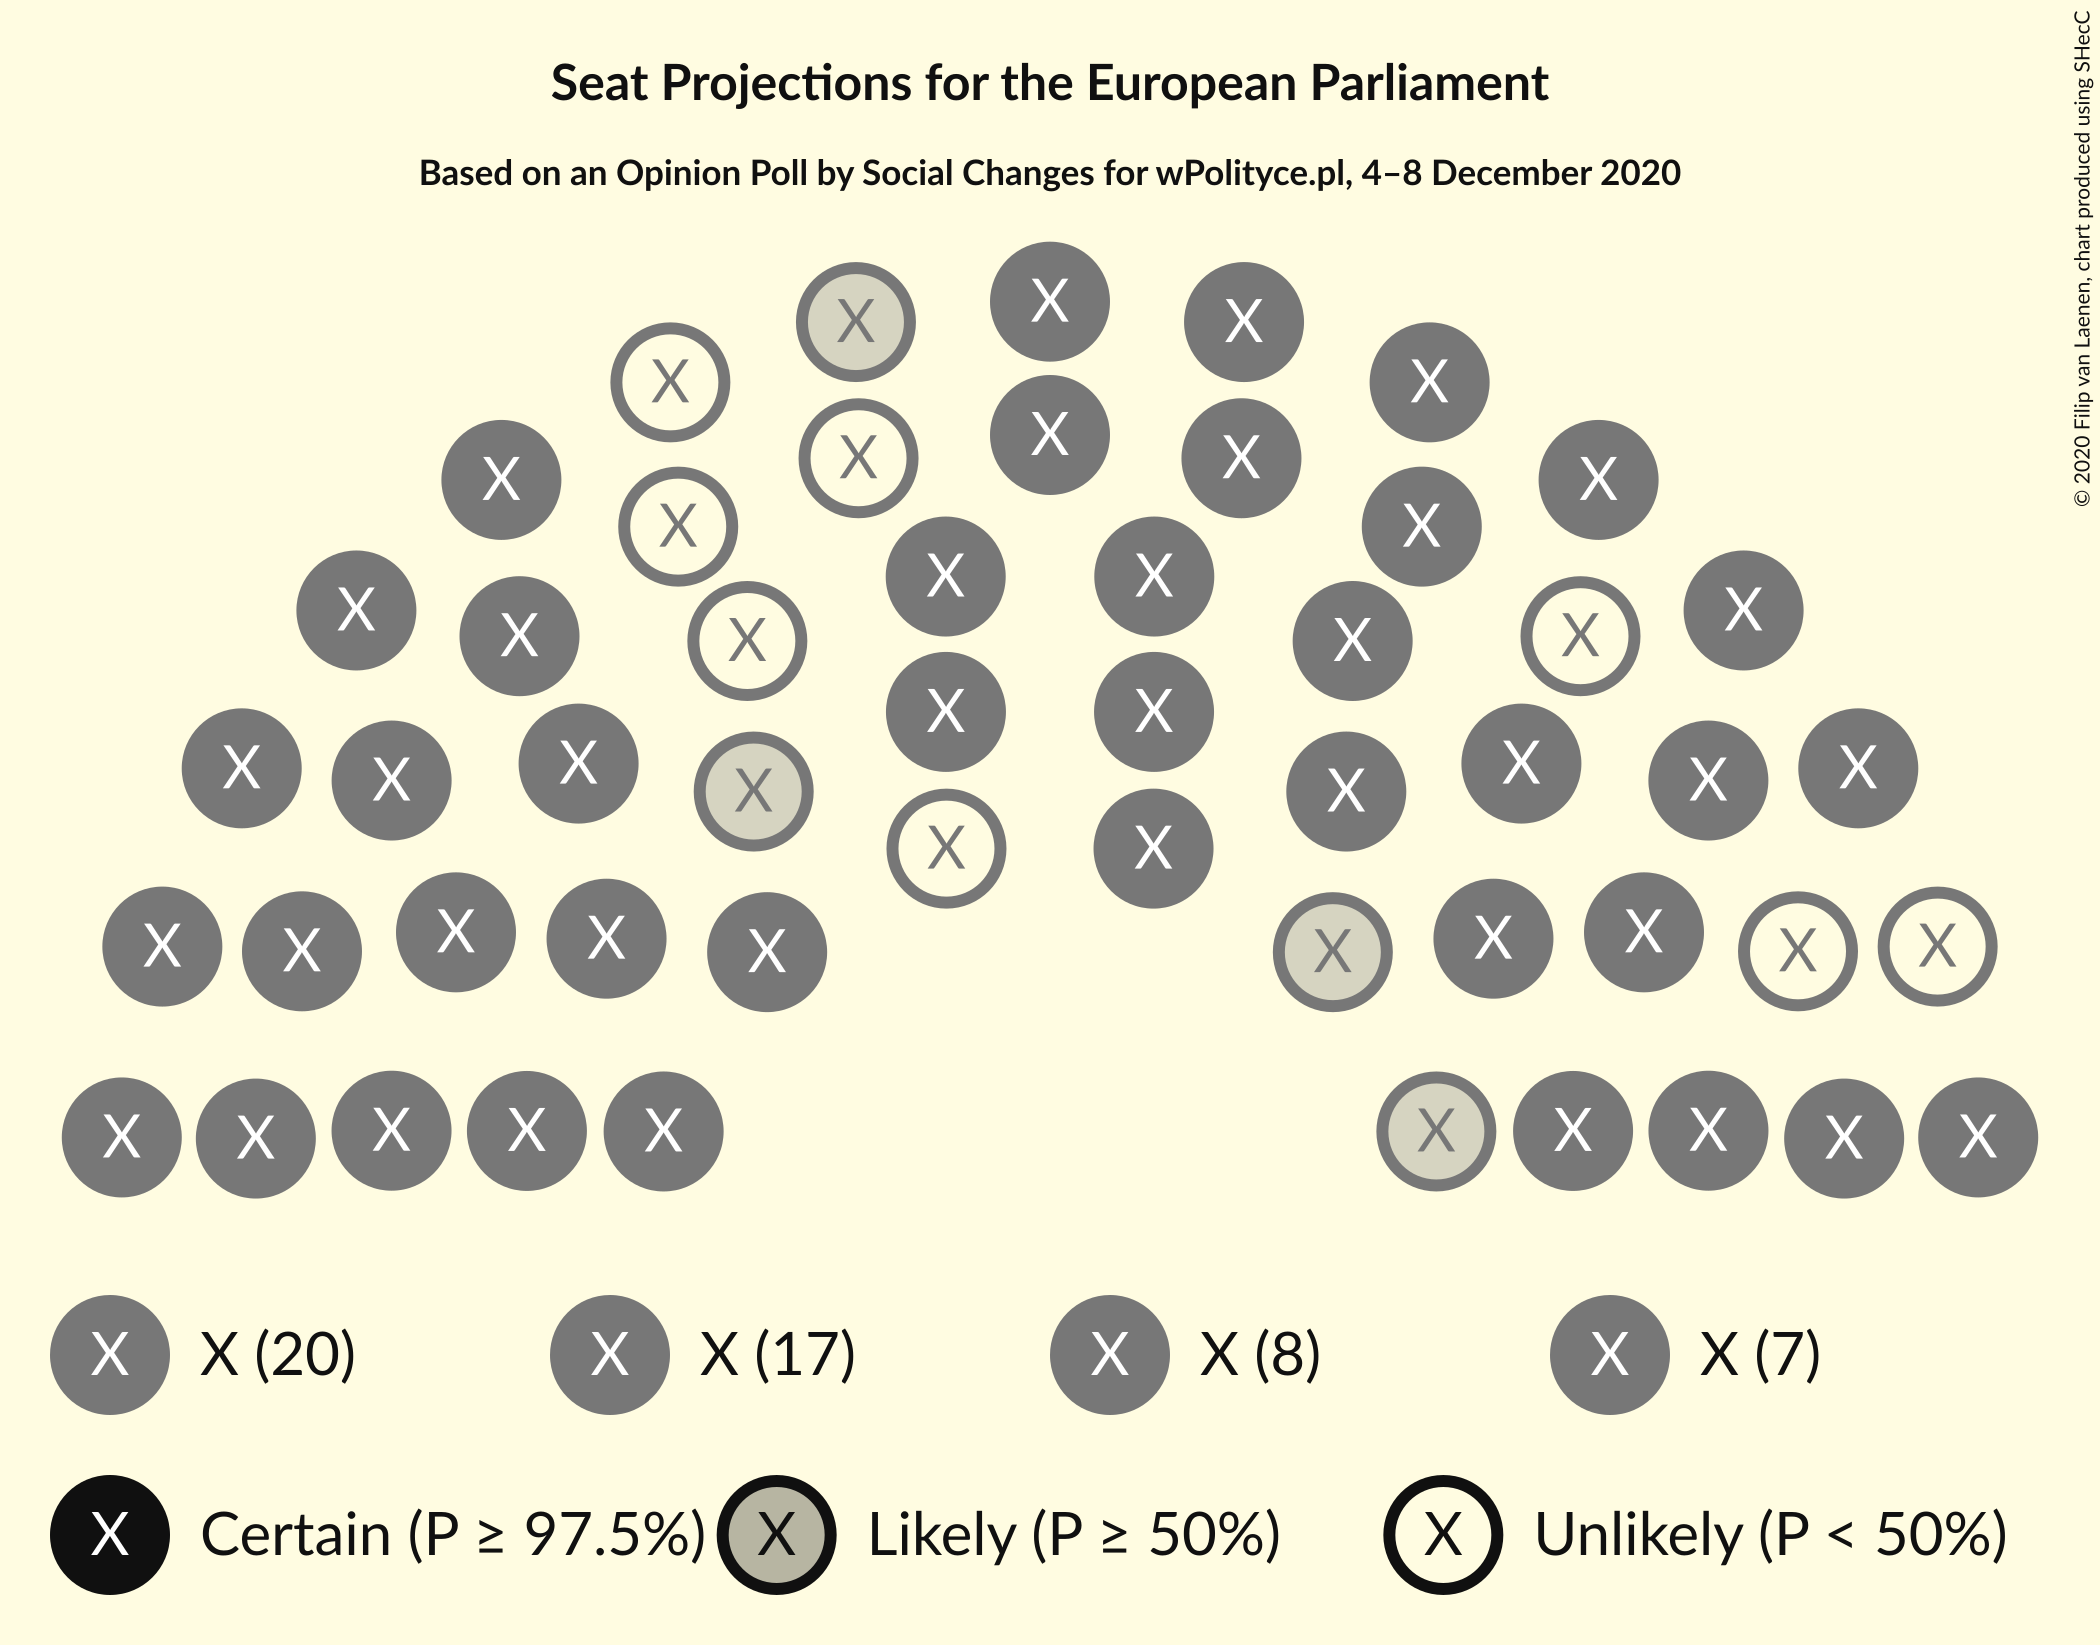 Seat Projections for the European Parliament
Based on an Opinion Poll by Social Changes for wPolityce.pl, 4–8 December 2020
© 2020 Filip van Laenen, chart produced using SHecC
X
X X
X X
X
X X
X X
X X
X X
X X
X X
X X
X X
X X
X X
X X
X X
X X
X X X X
X X
X X
X X X X
X X
X X
X X
X X X X X X X X X X
X X (20) X X (17) X X (8) X X (7)
X Certain (P ≥ 97.5%) X Likely (P ≥ 50%) X Unlikely (P < 50%)